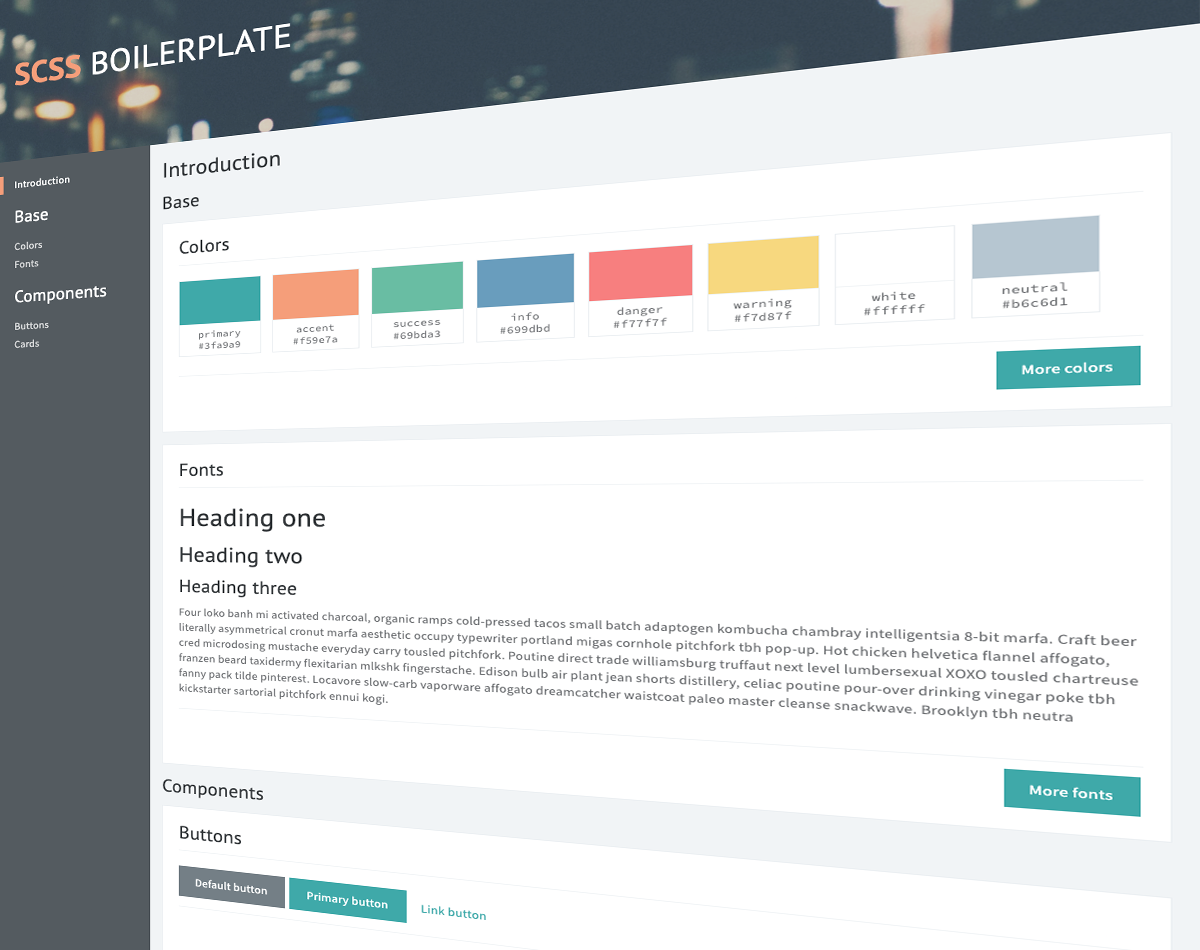 SCSS BOILERPLATE
Introduction
Base
Colors
Fonts
Components
Buttons
Cards
Introduction
Base
Colors
primary
#3fa9a9
accent
#f59e7a
success
#69bda3
info
#699dbd
danger
#f77f7f
warning
#f7d87f
white
#ffffff
neutral
#b6c6d1
More colors
Fonts
Heading one
Heading two
Heading three
Four loko banh mi activated charcoal, organic ramps cold-pressed tacos small batch adaptogen kombucha chambray intelligentsia 8-bit marfa. Craft beer
literally asymmetrical cronut marfa aesthetic occupy typewriter portland migas cornhole pitchfork tbh pop-up. Hot chicken helvetica flannel affogato,
cred microdosing mustache everyday carry tousled pitchfork. Poutine direct trade williamsburg truffaut next level lumbersexual XOXO tousled chartreuse
franzen beard taxidermy flexitarian mlkshk fingerstache. Edison bulb air plant jean shorts distillery, celiac poutine pour-over drinking vinegar poke tbh
fanny pack tilde pinterest. Locavore slow-carb vaporware affogato dreamcatcher waistcoat paleo master cleanse snackwave. Brooklyn tbh neutra
kickstarter sartorial pitchfork ennui kogi.
More fonts
Components
Buttons
Default button
Primary button
Link button